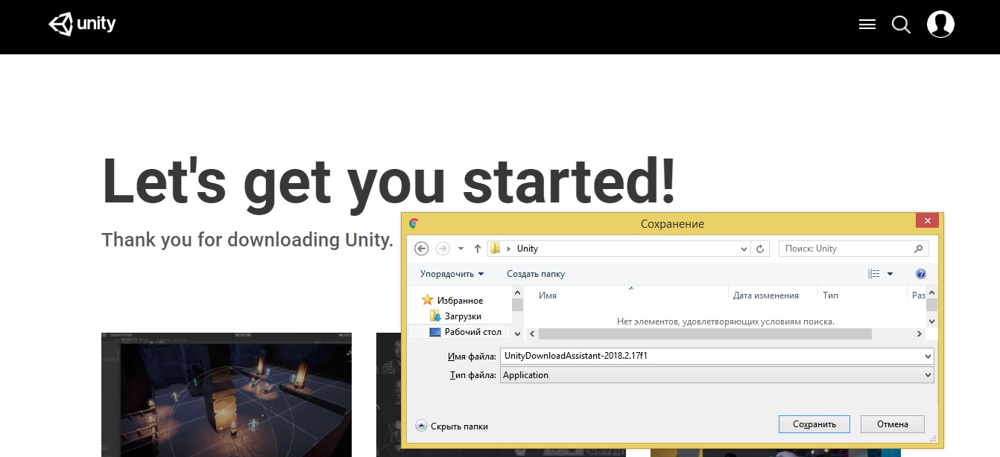 unity
Let's get you started!
Thank you for downloading Unity.
Сохранение
Unity
Поиск: Unity
Упорядочить
Создать папку
Избранное
Загрузки
Рабочий стол
Имя
Дата изменения
Тип
Раз
Нет элементов, удовлетворяющих условиям поиска.
Имя файла: UnityDownloadAssistant-2018.2.17f1
Тип файла: Application
Скрыть папки
Сохранить
Отмена